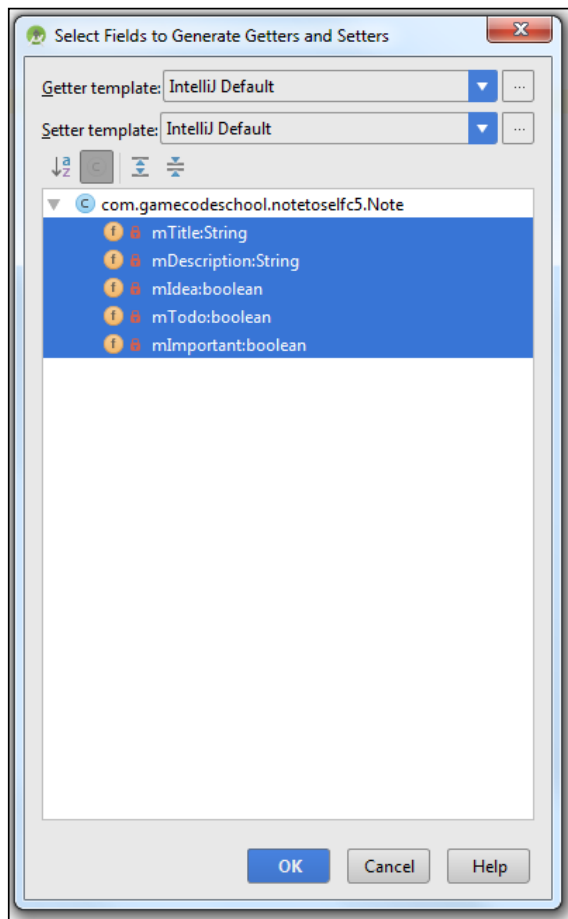 Select Fields to Generate Getters and Setters
Getter template: IntelliJ Default ...
Setter template: IntelliJ Default ...
a
z
C
C com.gamecodeschool.notetoselfc5.Note
f mTitle:String
f mDescription:String
f mIdea:boolean
f mTodo:boolean
f mImportant:boolean
OK Cancel Help